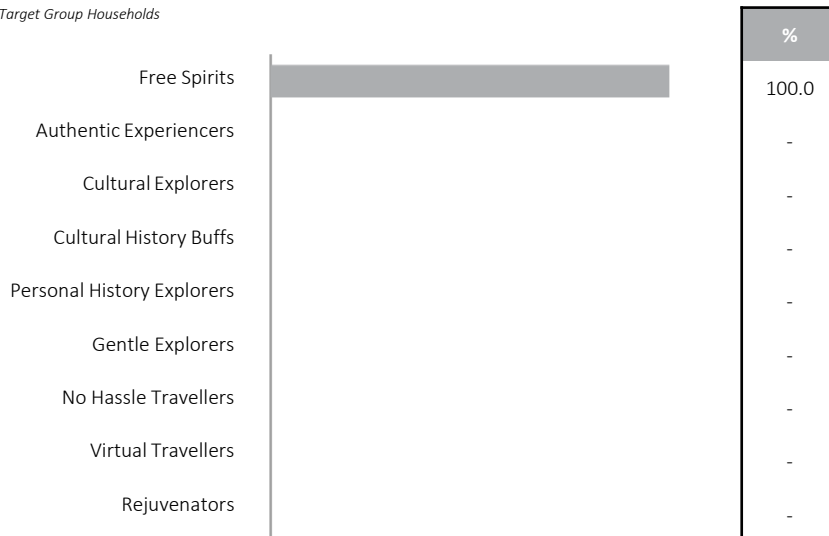 Target Group Households
%
Free Spirits 100.0
Authentic Experiencers -
Cultural Explorers -
Cultural History Buffs -
Personal History Explorers -
Gentle Explorers -
No Hassle Travellers -
Virtual Travellers -
Rejuvenators -